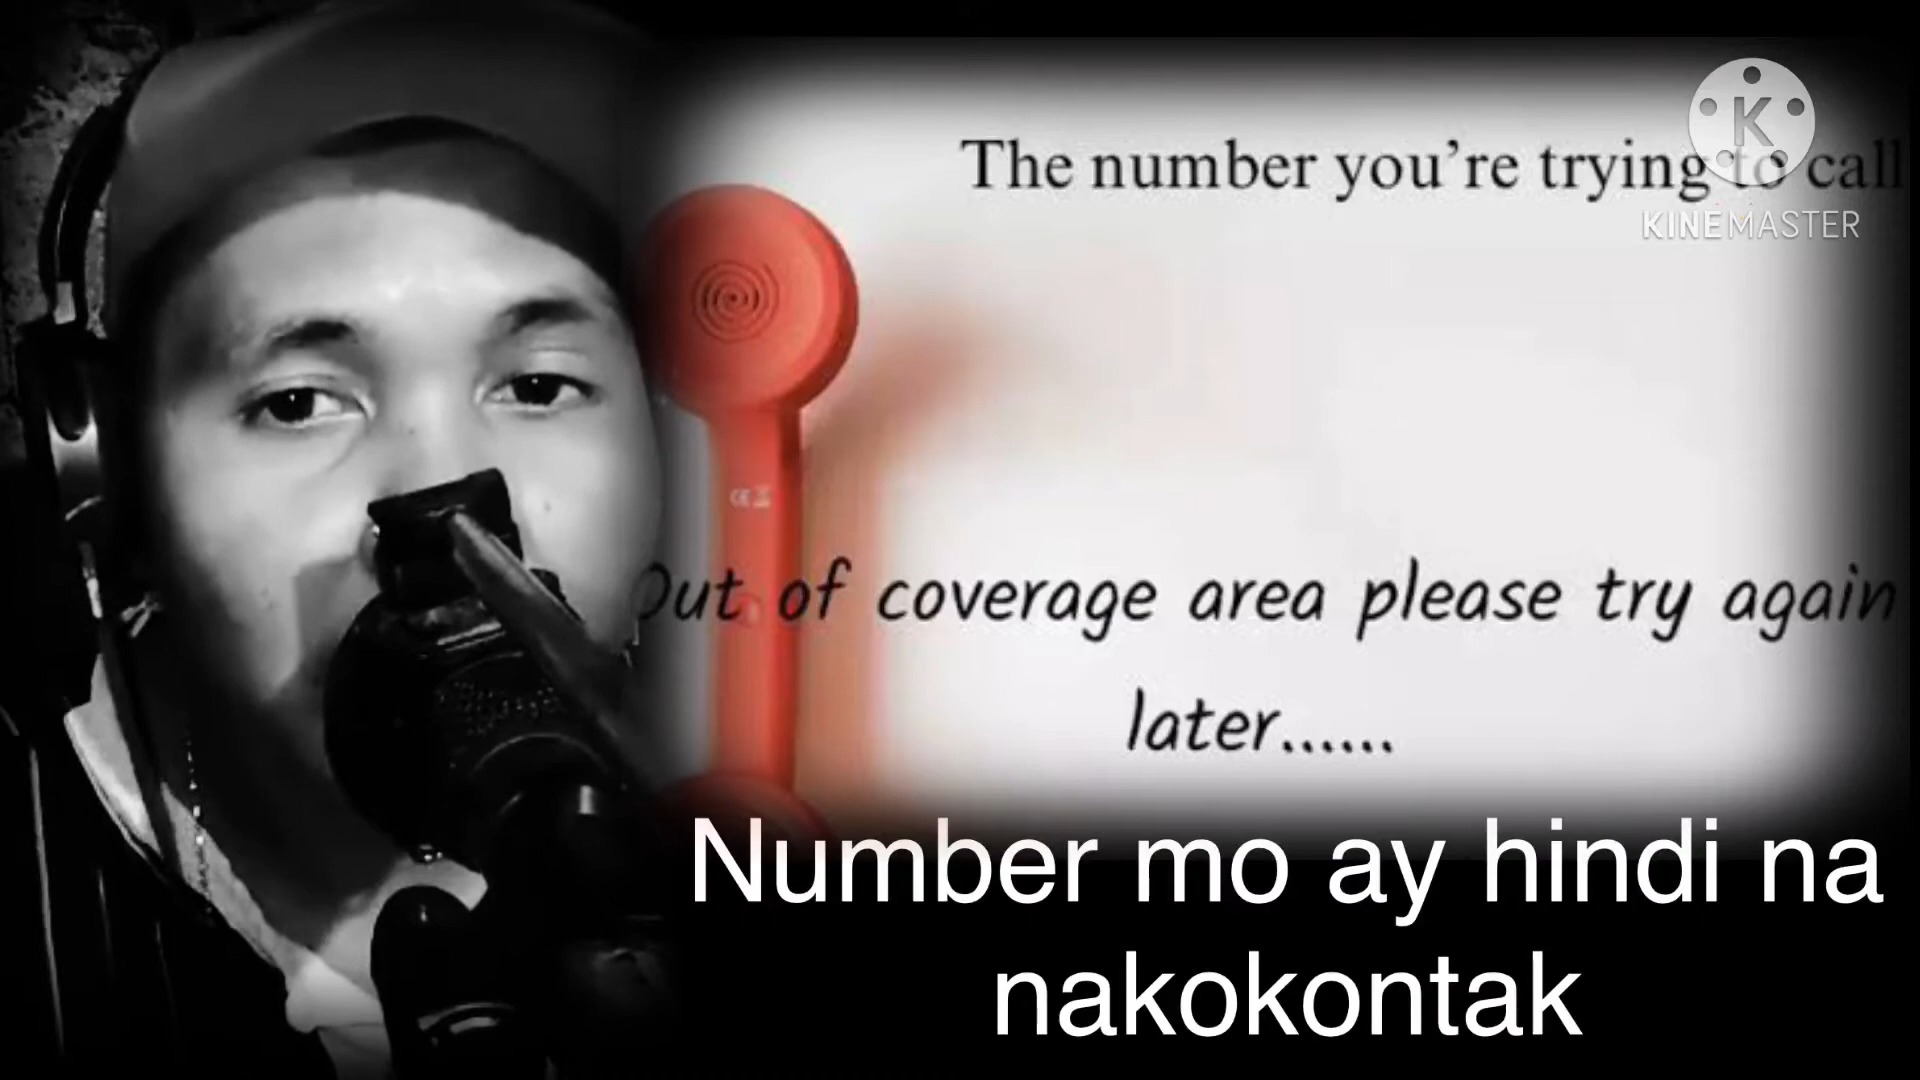 The number you're trying to call
K
KINEMASTER
Out of coverage area please try again
later......
Number mo ay hindi na
nakokontak